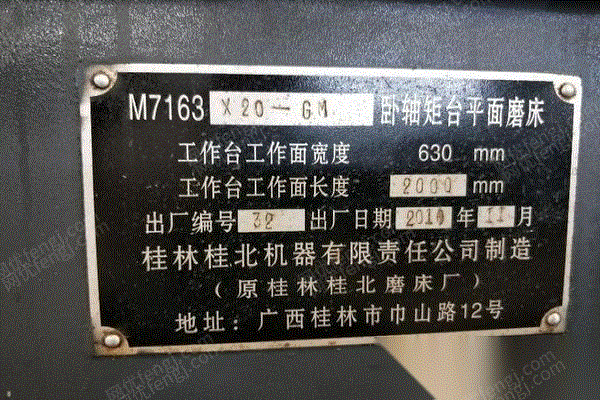 M7163 X20-GM 卧轴矩台平面磨床
工作台工作面宽度 630 mm
工作台工作面长度 2000 mm
出厂编号 32 出厂日期 2014 年 11 月
桂林桂北机器有限责任公司制造
(原桂林桂北磨床厂)
地址:广西桂林市巾山路12号